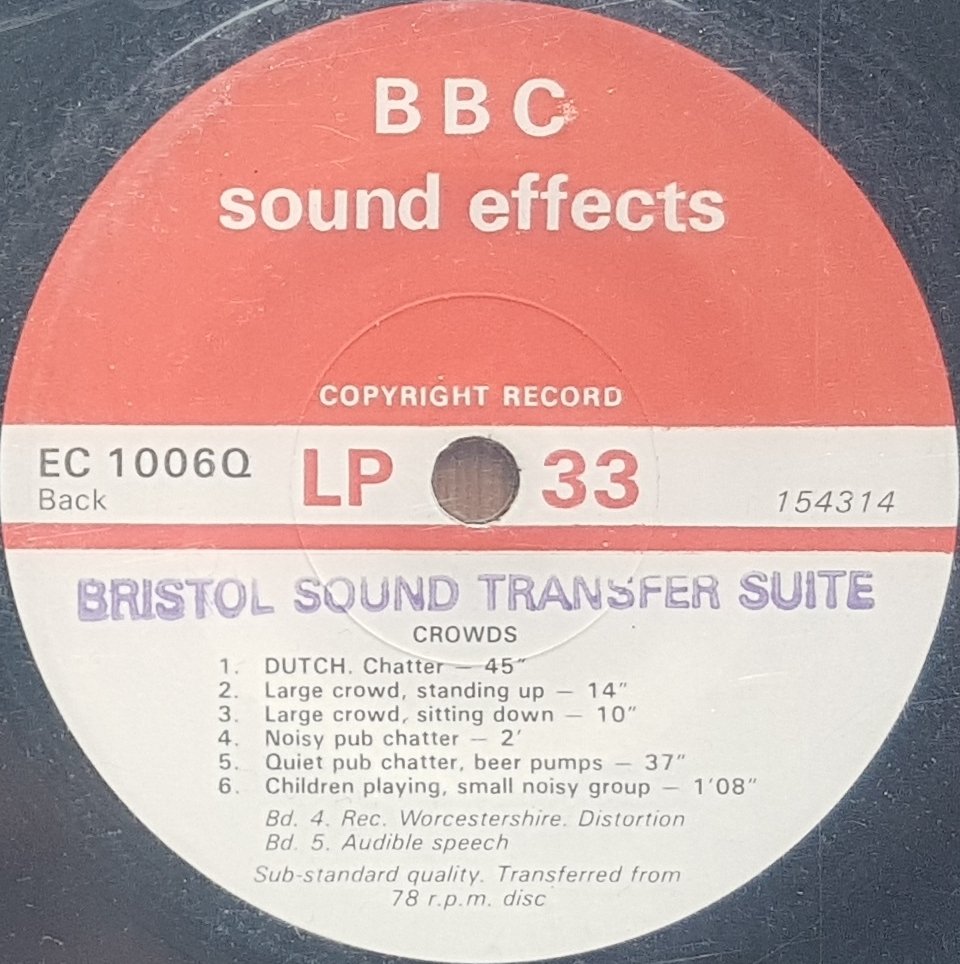 BBC
sound effects
COPYRIGHT RECORD
EC 1006Q LP 33
Back 154314
BRISTOL SOUND TRANSFER SUITE
CROWDS
1. DUTCH. Chatter — 45"
2. Large crowd, standing up — 14"
3. Large crowd, sitting down — 10"
4. Noisy pub chatter — 2'
5. Quiet pub chatter, beer pumps — 37"
6. Children playing, small noisy group — 1'08"
Bd. 4. Rec. Worcestershire. Distortion
Bd. 5. Audible speech
Sub-standard quality. Transferred from
78 r.p.m. disc